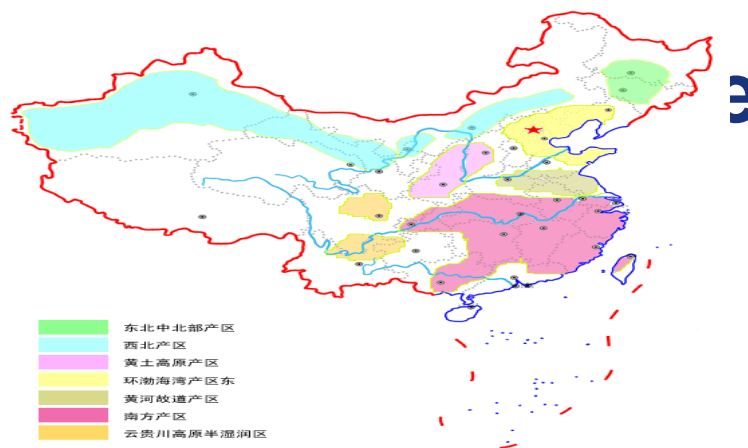 e
东北中北部产区
西北产区
黄土高原产区
环渤海湾产区东
黄河故道产区
南方产区
云贵川高原半湿润区